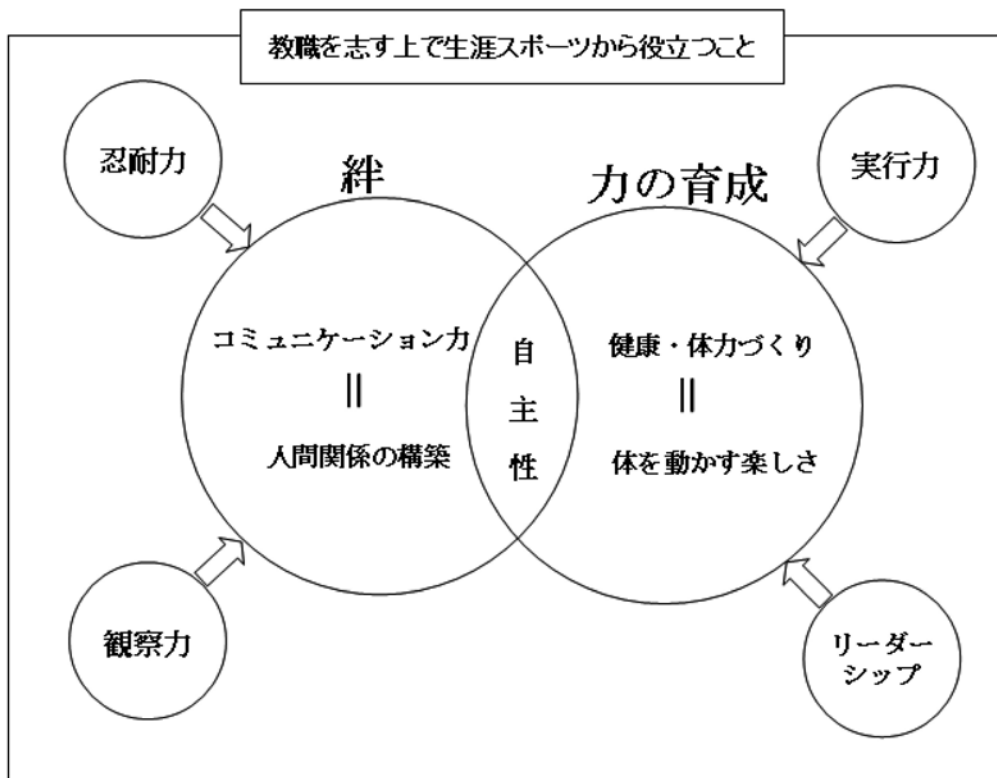 教職を志す上で生涯スポーツから役立つこと
忍耐力
実行力
絆
力の育成
コミュニケーション力
||
人間関係の構築
自
主
性
健康・体力づくり
||
体を動かす楽しさ
観察力
リーダー
シップ